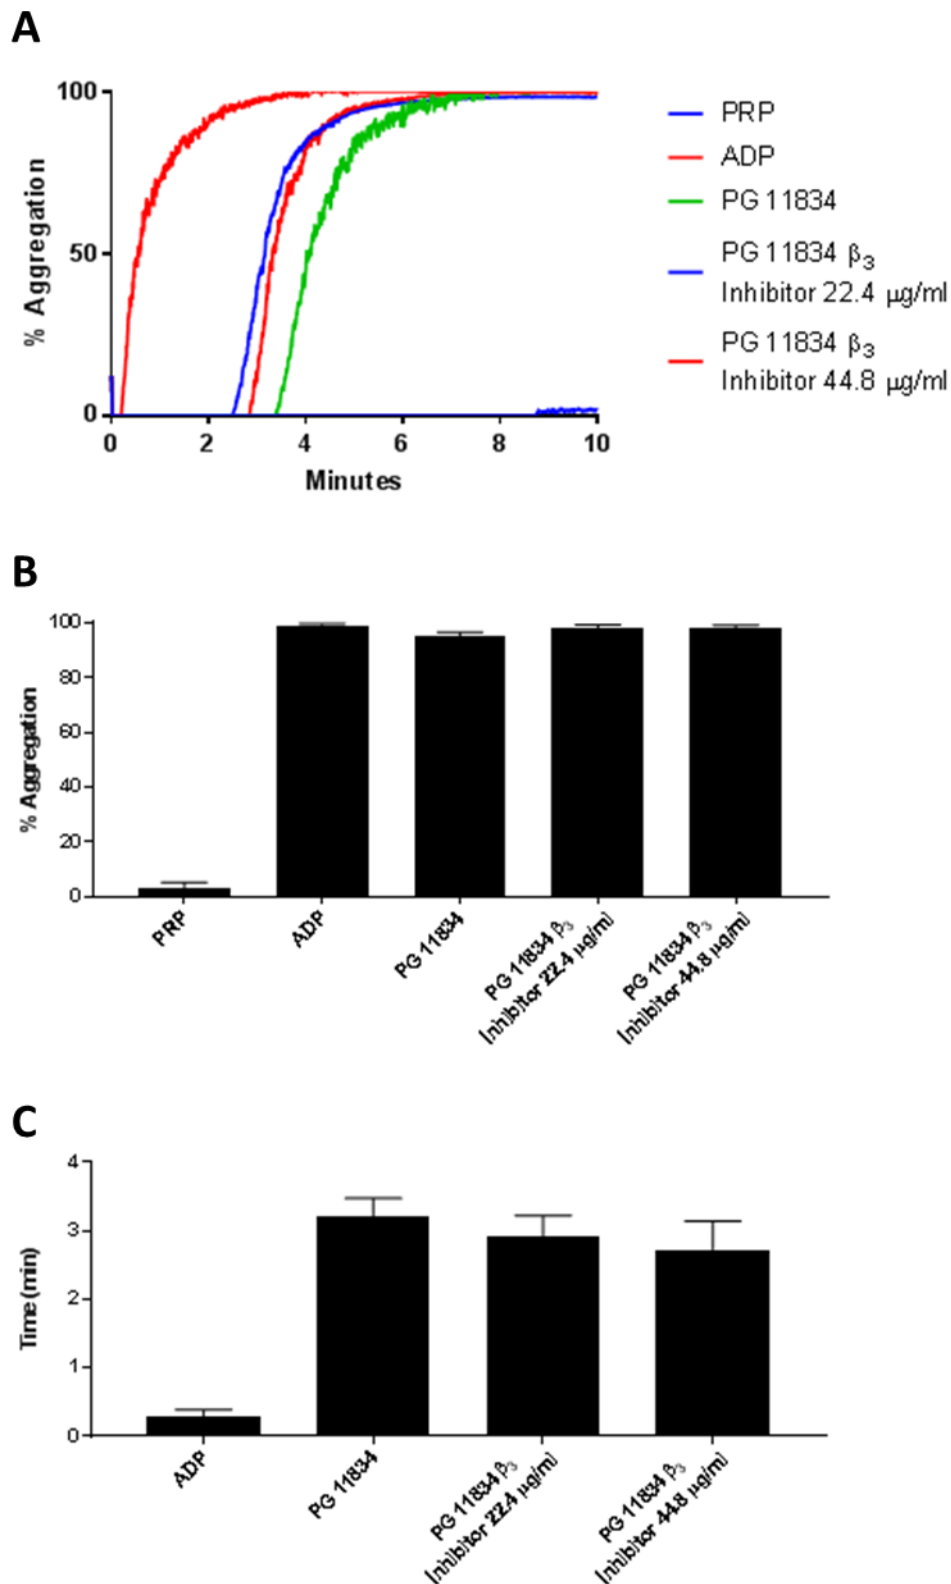 A
100
50
0
% Aggregation
0 2 4 6 8 10
Minutes
PRP
ADP
PG 11834
PG 11834 β₃
Inhibitor 22.4 μg/ml
PG 11834 β₃
Inhibitor 44.8 μg/ml
B
100
80
60
40
20
0
% Aggregation
PRP
ADP
PG 11834
PG 11834 β₃
Inhibitor 22.4 μg/ml
PG 11834 β₃
Inhibitor 44.8 μg/ml
C
4
3
2
1
0
Time (min)
ADP
PG 11834
PG 11834 β₃
Inhibitor 22.4 μg/ml
PG 11834 β₃
Inhibitor 44.8 μg/ml